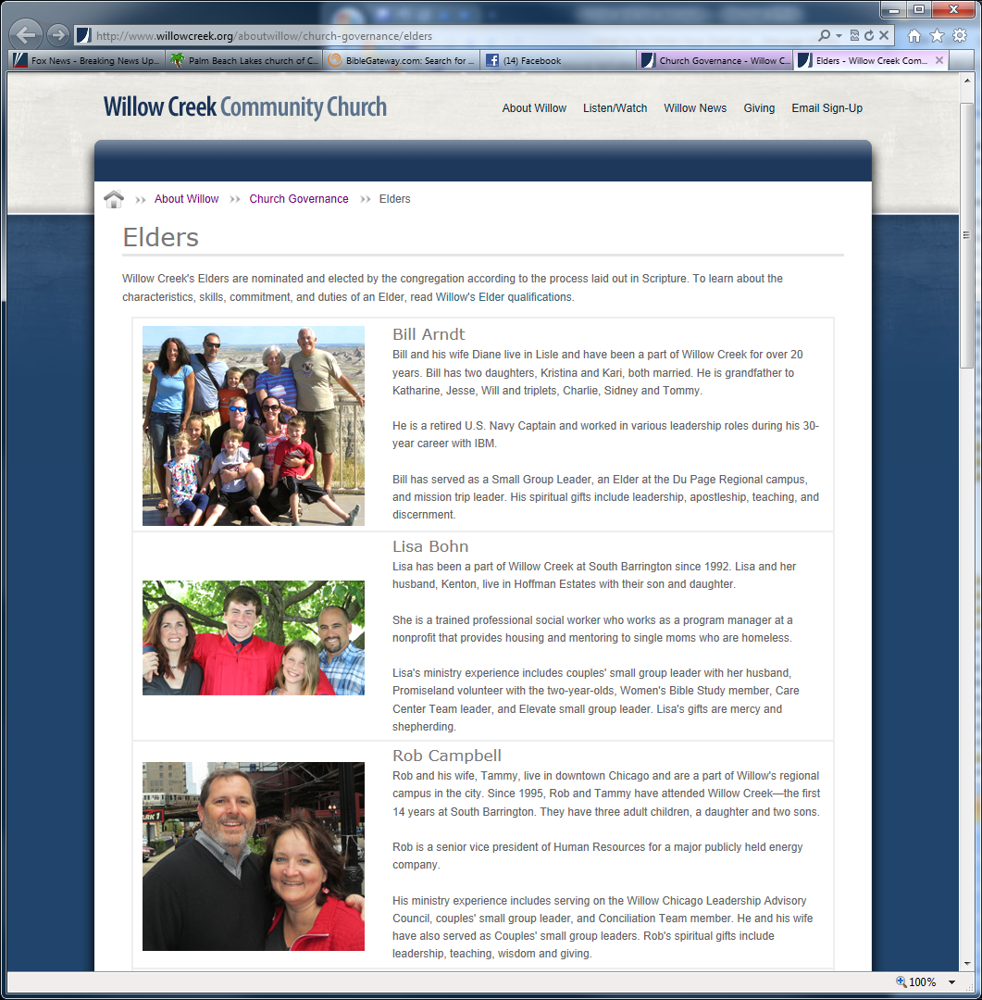 http://www.willowcreek.org/aboutwillow/church-governance/elders
Fox News - Breaking News Up...
Palm Beach Lakes church of C...
BibleGateway.com: Search for ...
(14) Facebook
Church Governance - Willow C...
Elders - Willow Creek Com...
Willow Creek Community Church
About Willow Listen/Watch Willow News Giving Email Sign-Up
About Willow Church Governance Elders
Elders
Willow Creek's Elders are nominated and elected by the congregation according to the process laid out in Scripture. To learn about the
characteristics, skills, commitment, and duties of an Elder, read Willow's Elder qualifications.
Bill Arndt
Bill and his wife Diane live in Lisle and have been a part of Willow Creek for over 20
years. Bill has two daughters, Kristina and Kari, both married. He is grandfather to
Katharine, Jesse, Will and triplets, Charlie, Sidney and Tommy.
He is a retired U.S. Navy Captain and worked in various leadership roles during his 30-
year career with IBM.
Bill has served as a Small Group Leader, an Elder at the Du Page Regional campus,
and mission trip leader. His spiritual gifts include leadership, apostleship, teaching, and
discernment.
Lisa Bohn
Lisa has been a part of Willow Creek at South Barrington since 1992. Lisa and her
husband, Kenton, live in Hoffman Estates with their son and daughter.
She is a trained professional social worker who works as a program manager at a
nonprofit that provides housing and mentoring to single moms who are homeless.
Lisa's ministry experience includes couples' small group leader with her husband,
Promiseland volunteer with the two-year-olds, Women's Bible Study member, Care
Center Team leader, and Elevate small group leader. Lisa's gifts are mercy and
shepherding.
Rob Campbell
Rob and his wife, Tammy, live in downtown Chicago and are a part of Willow's regional
campus in the city. Since 1995, Rob and Tammy have attended Willow Creek—the first
14 years at South Barrington. They have three adult children, a daughter and two sons.
Rob is a senior vice president of Human Resources for a major publicly held energy
company.
His ministry experience includes serving on the Willow Chicago Leadership Advisory
Council, couples' small group leader, and Conciliation Team member. He and his wife
have also served as Couples' small group leaders. Rob's spiritual gifts include
leadership, teaching, wisdom and giving.
100%